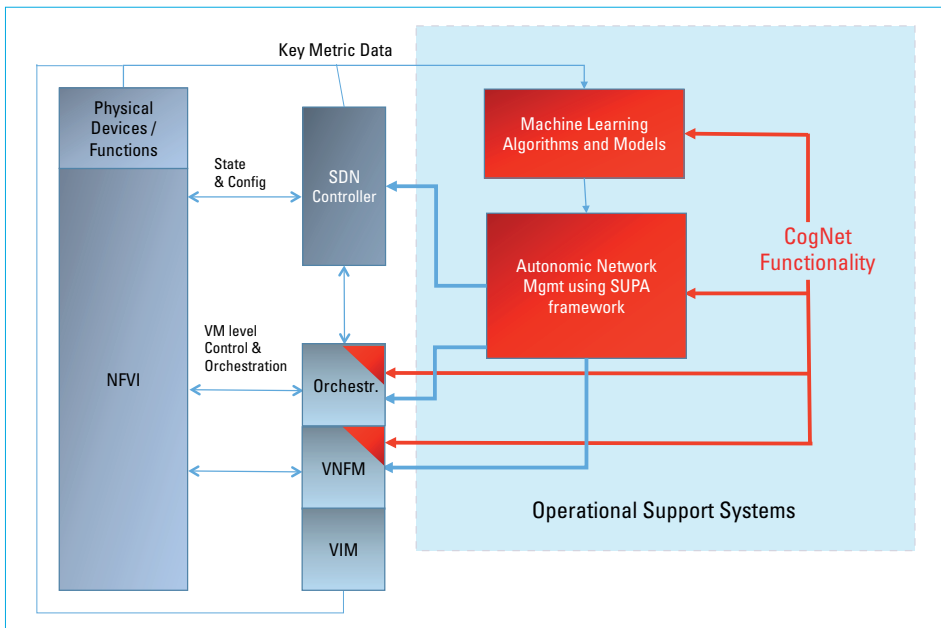 Key Metric Data
Physical
Devices /
Functions
State
& Config
SDN
Controller
Machine Learning
Algorithms and Models
CogNet
Functionality
Autonomic Network
Mgmt using SUPA
framework
VM level
Control &
Orchestration
NFVI
Orchestr.
VNFM
VIM
Operational Support Systems